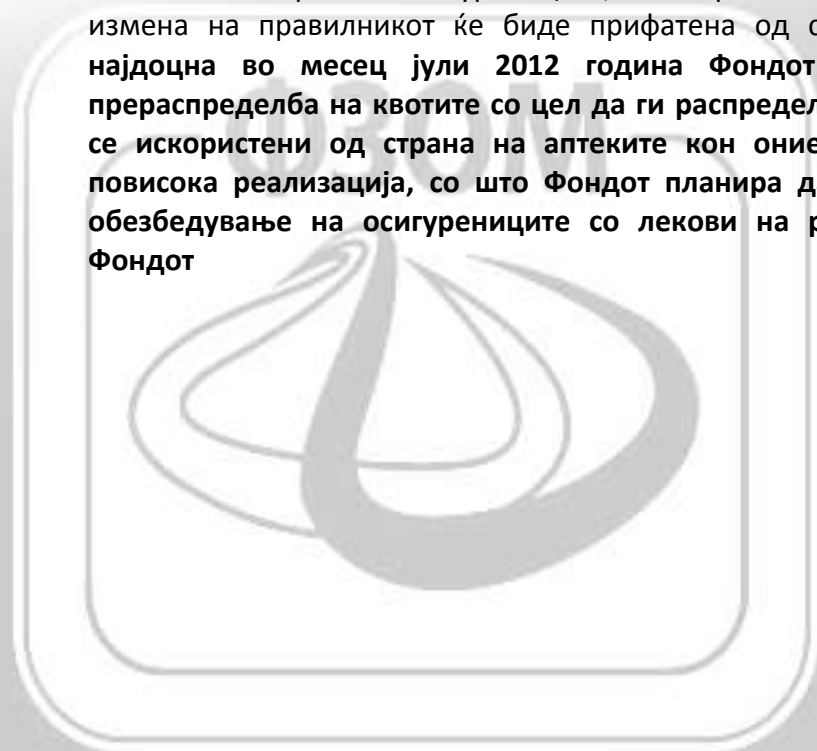 измена на правилникот ќе биде прифатена од
најдоцна во месец јули 2012 година Фондот
прераспределба на квотите со цел да ги распредел
се искористени од страна на аптеките кон оние
повисока реализација, со што Фондот планира д
обезбедување на осигурениците со лекови на р
Фондот
ФЗОМ